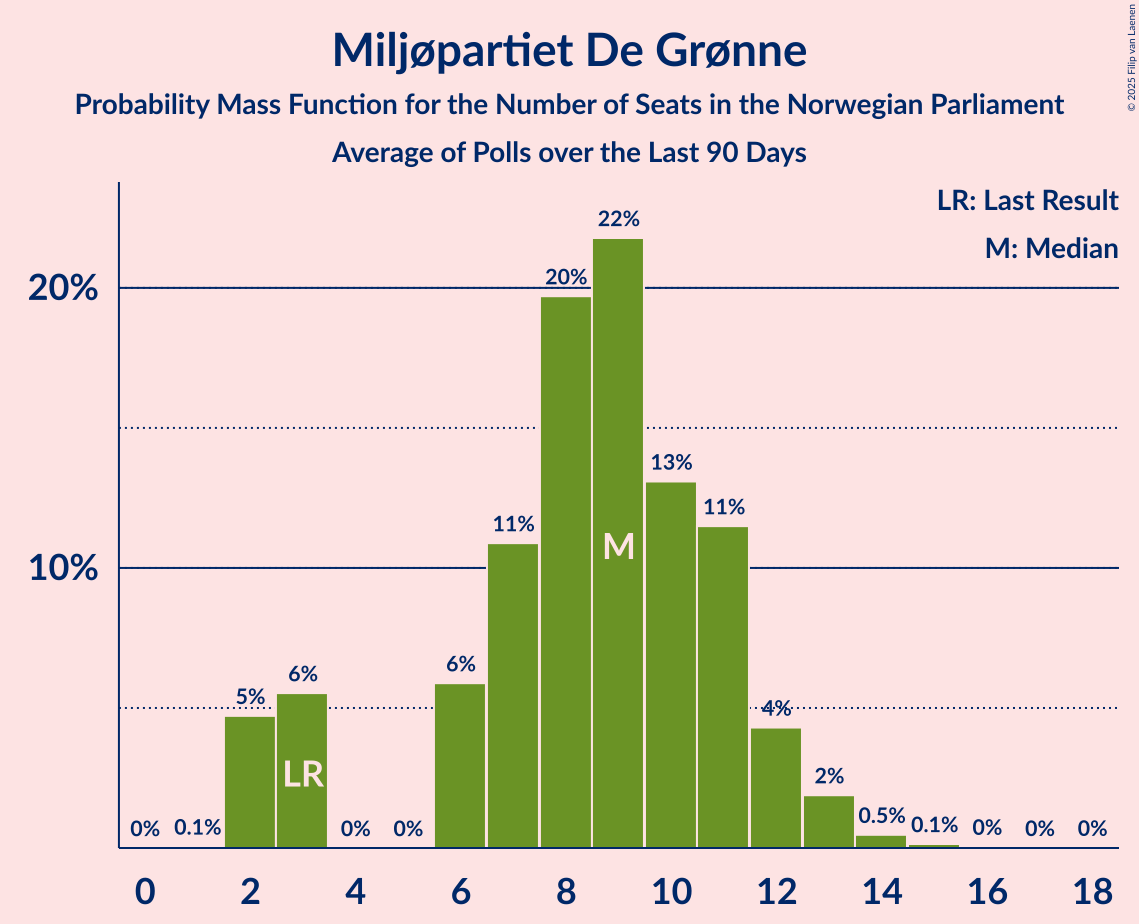 Miljøpartiet De Grønne
Probability Mass Function for the Number of Seats in the Norwegian Parliament
Average of Polls over the Last 90 Days
© 2025 Filip van Laenen
LR: Last Result
M: Median
20%
10%
0%
0.1%
5%
6%
0%
0%
6%
11%
20%
22%
13%
11%
4%
2%
0.5%
0.1%
0%
0%
0%
LR
M
0 2 4 6 8 10 12 14 16 18